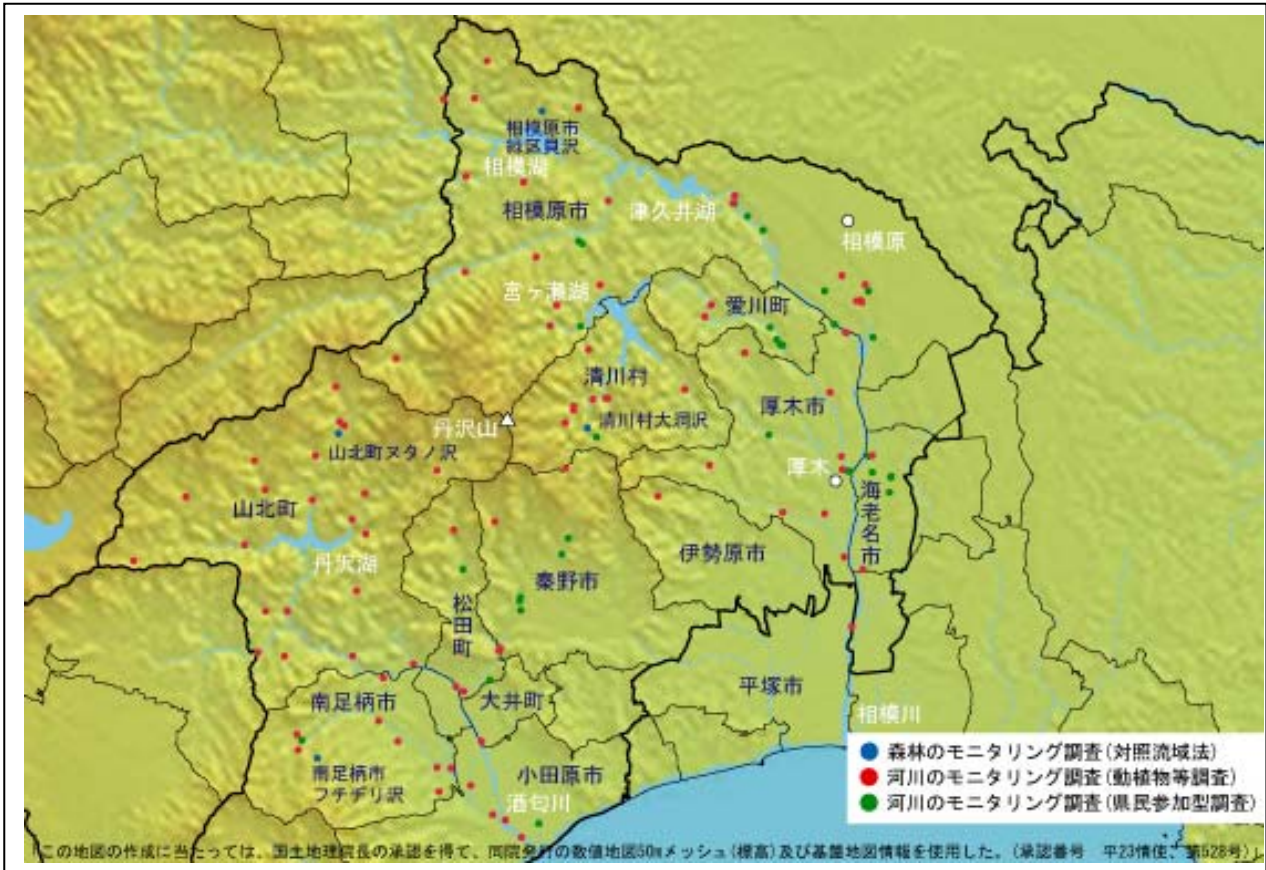 相模原市
緑区貝沢
相模湖
相模原市
津久井湖
相模原
宮ヶ瀬湖
愛川町
清川村
厚木市
丹沢山
清川村大洞沢
山北町ヌタノ沢
厚木
海老名市
山北町
丹沢湖
伊勢原市
秦野市
松田町
南足柄市
大井町
平塚市
相模川
南足柄市
フチヂリ沢
小田原市
酒匂川
森林のモニタリング調査(対照流域法)
河川のモニタリング調査(動植物等調査)
河川のモニタリング調査(県民参加型調査)
「この地図の作成に当たっては、国土地理院長の承認を得て、同院発行の数値地図50mメッシュ(標高)及び基盤地図情報を使用した。(承認番号 平23情使、第528号)」